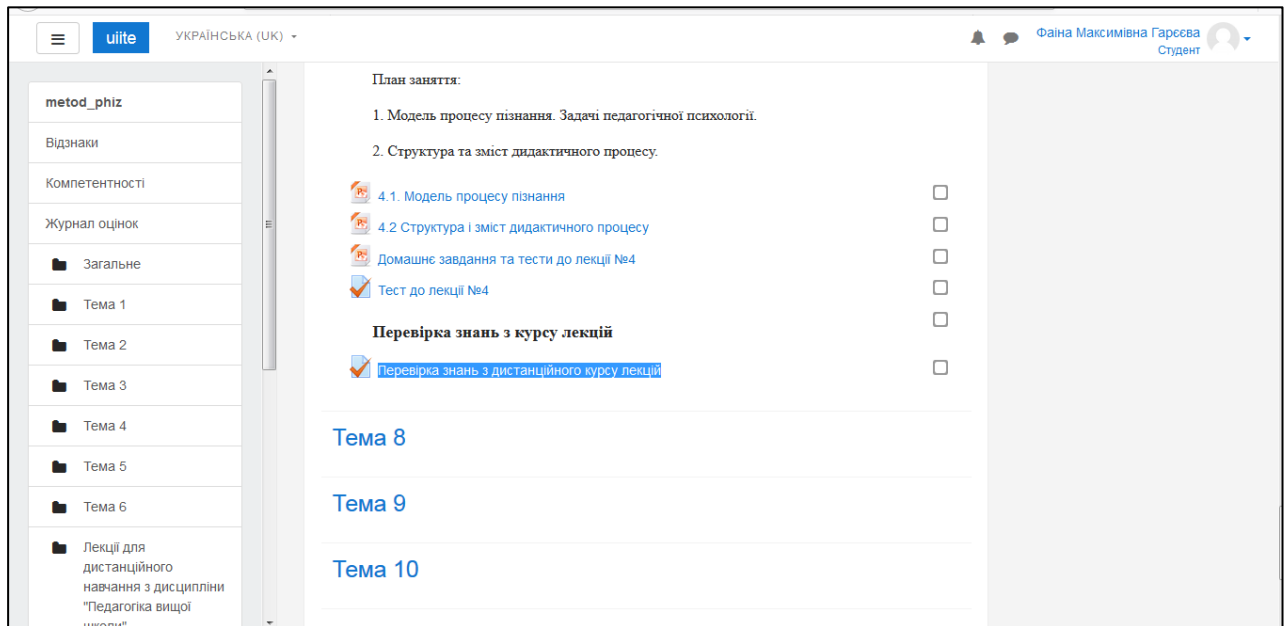 uiite
УКРАЇНСЬКА (UK)
Фаіна Максимівна Гарєєва
Студент
metod_phiz
Відзнаки
Компетентності
Журнал оцінок
Загальне
Тема 1
Тема 2
Тема 3
Тема 4
Тема 5
Тема 6
Лекції для
дистанційного
навчання з дисципліни
"Педагогіка вищої
школи"
План заняття:
1. Модель процесу пізнання. Задачі педагогічної психології.
2. Структура та зміст дидактичного процесу.
4.1. Модель процесу пізнання
4.2 Структура і зміст дидактичного процесу
Домашнє завдання та тести до лекції №4
Тест до лекції №4
Перевірка знань з курсу лекцій
Перевірка знань з дистанційного курсу лекцій
Тема 8
Тема 9
Тема 10